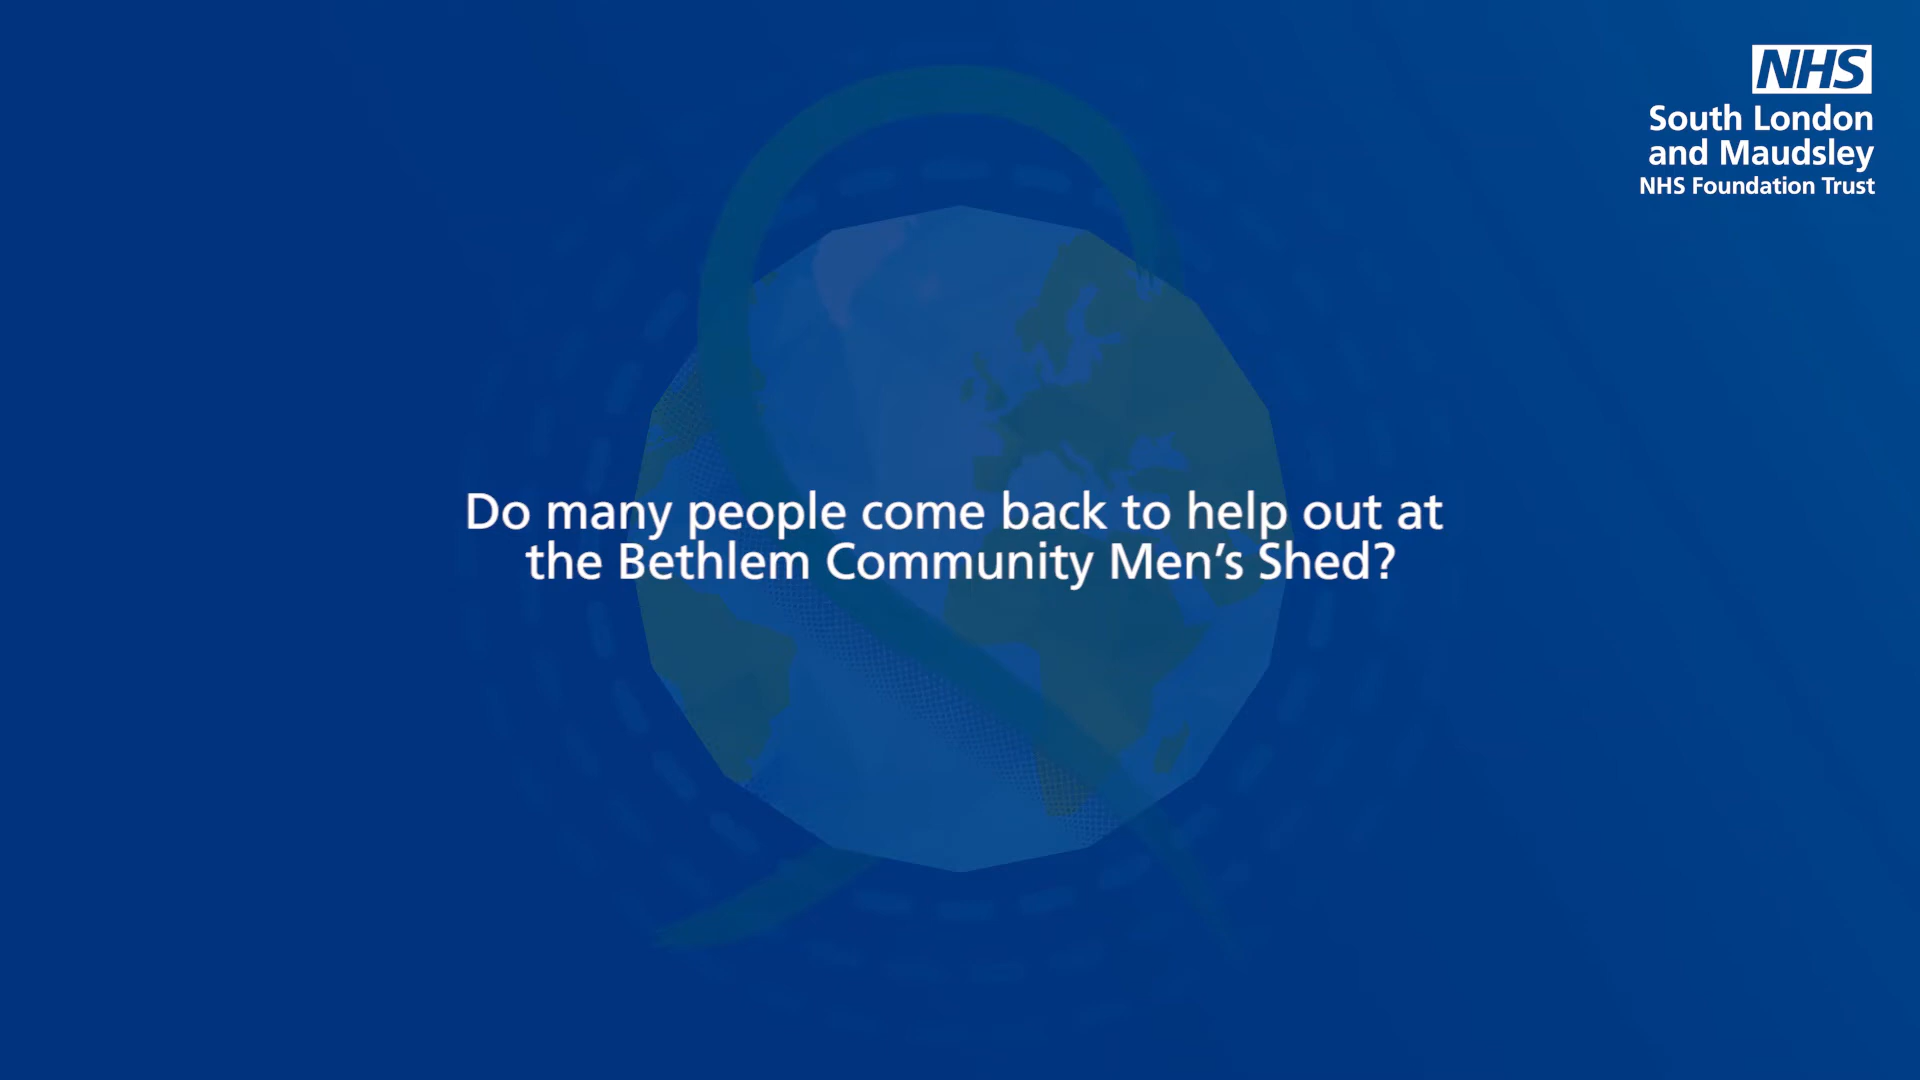 NHS
South London
and Maudsley
NHS Foundation Trust
Do many people come back to help out at
the Bethlem Community Men’s Shed?